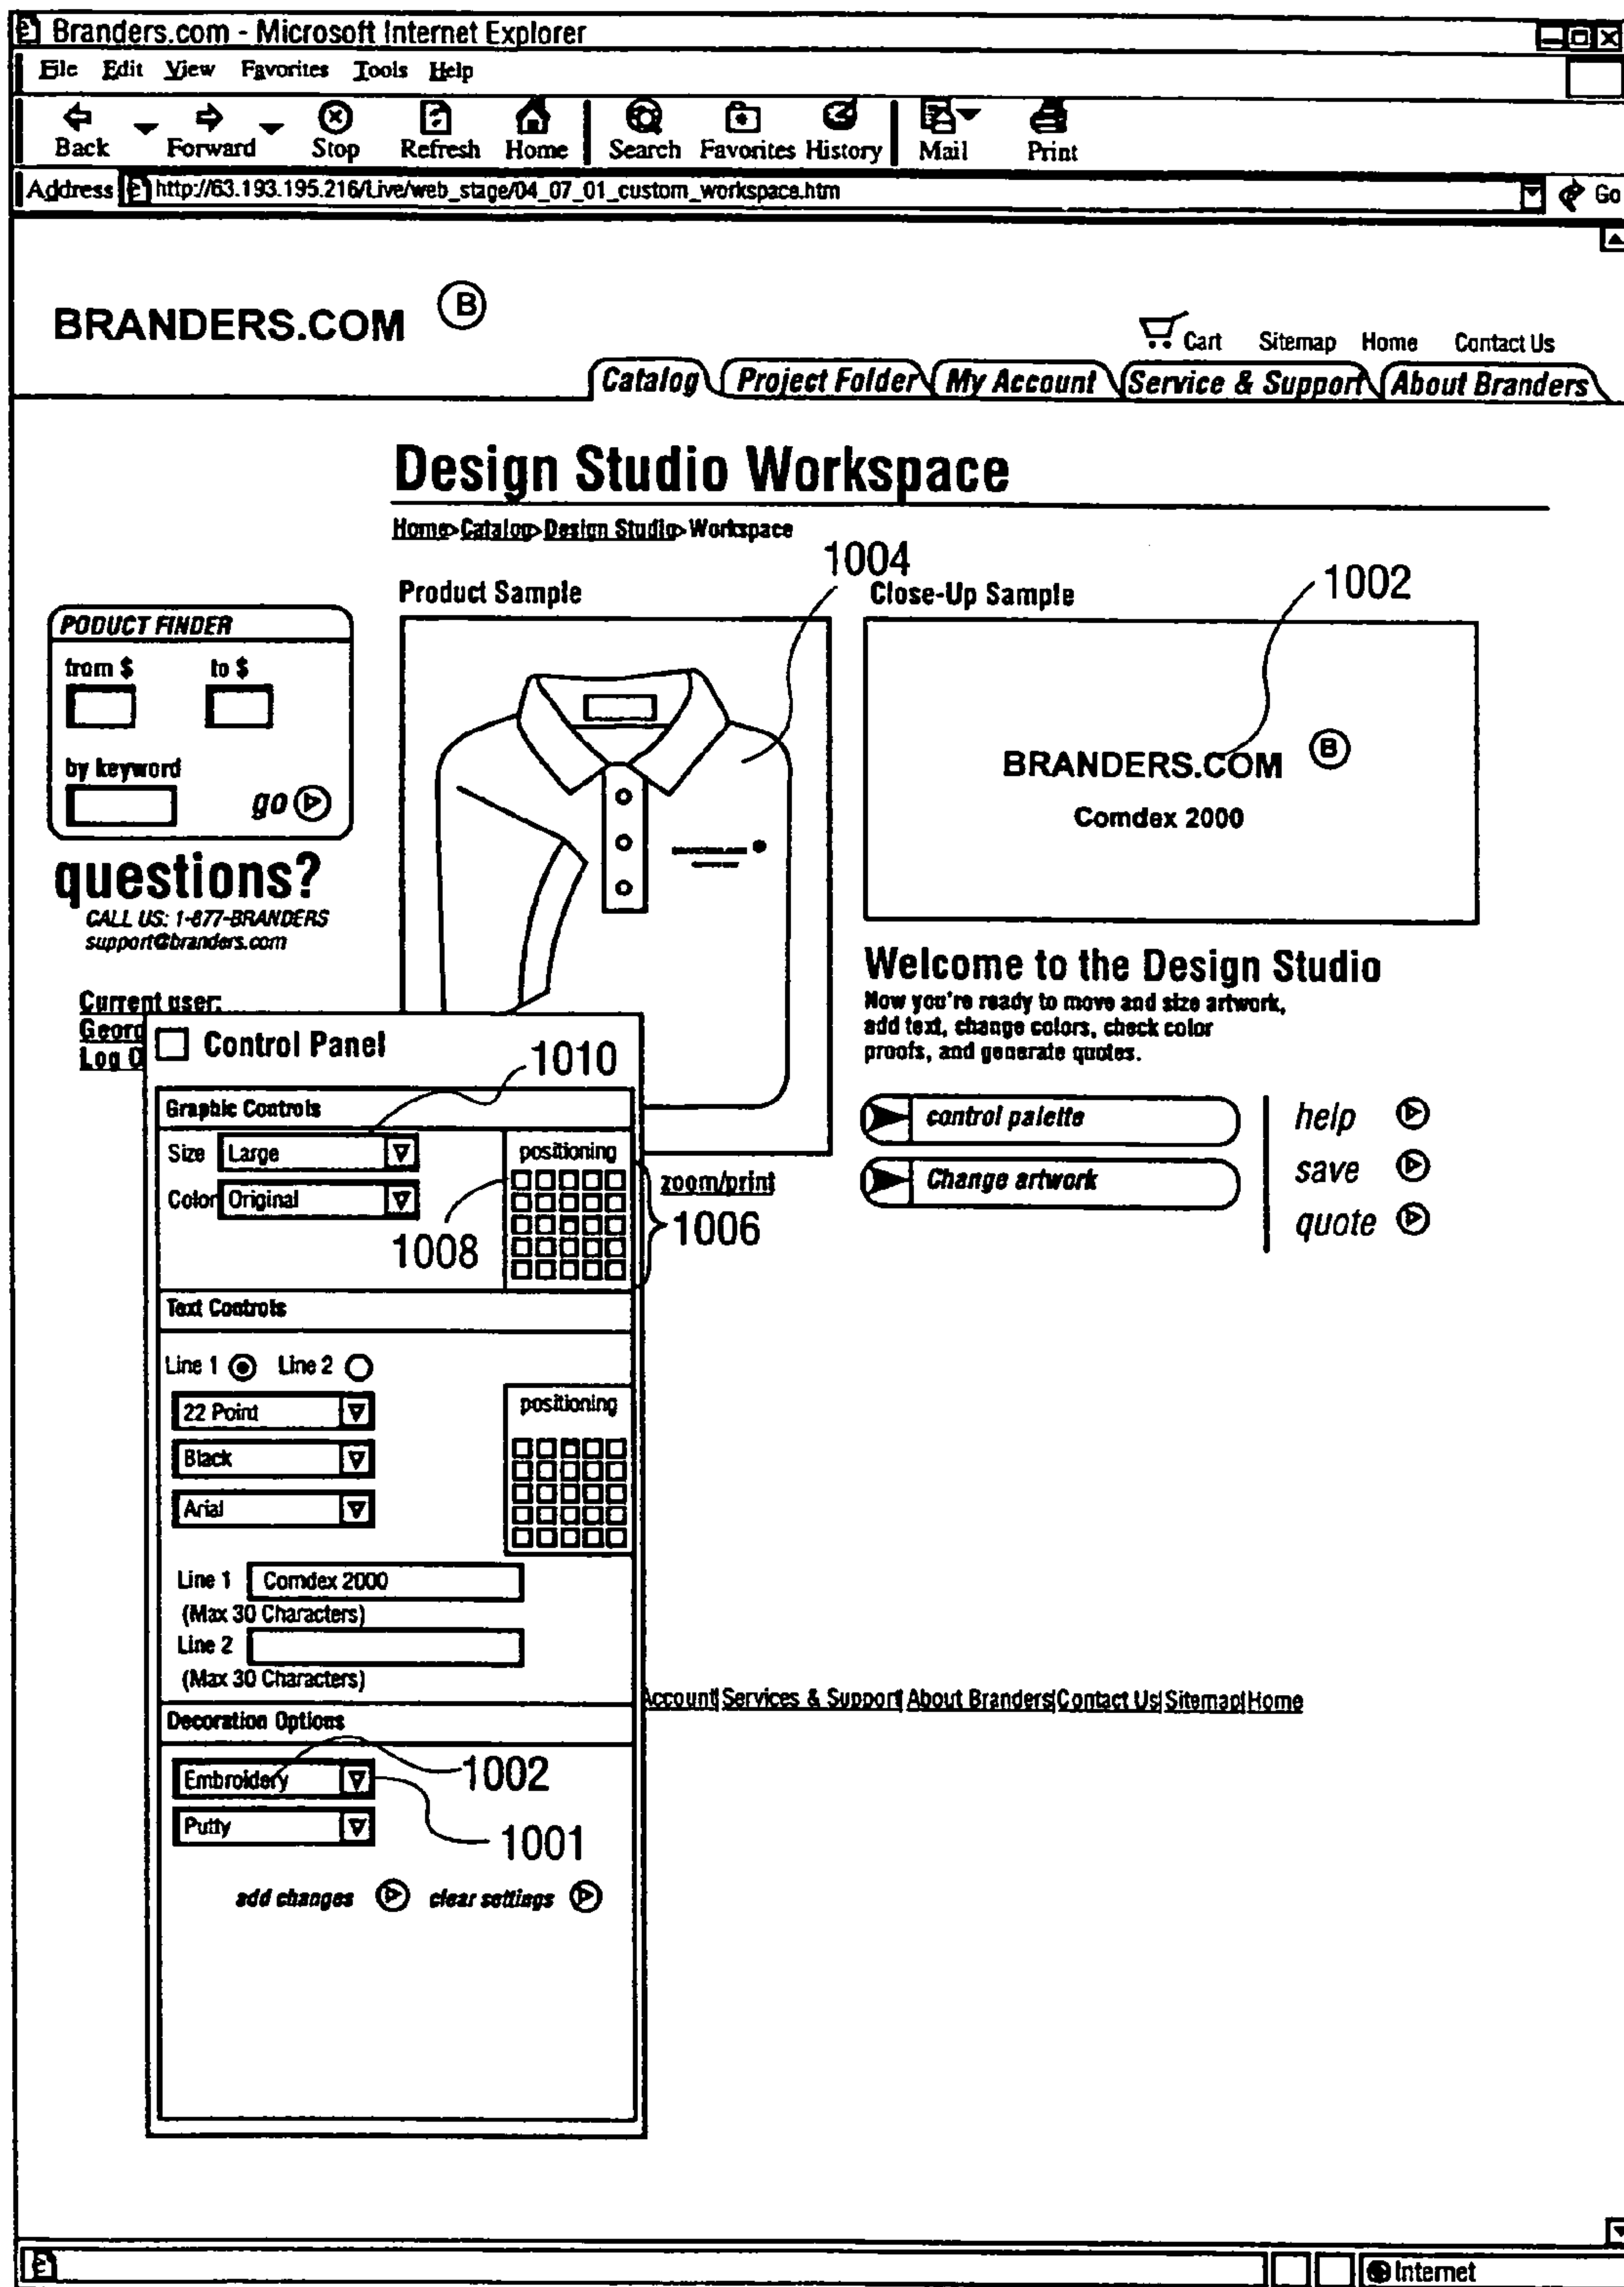 Branders.com - Microsoft Internet Explorer
File Edit View Favorites Tools Help
Back Forward Stop Refresh Home Search Favorites History Mail Print
Address http://63.193.195.216/Live/web_stage/04_07_01_custom_workspace.htm Go
BRANDERS.COM B
Cart Sitemap Home Contact Us
Catalog Project Folder My Account Service & Support About Branders
Design Studio Workspace
Home>Catalog>Design Studio>Workspace
1004
Product Sample
Close-Up Sample
1002
PODUCT FINDER
from $ to $
by keyword
go
BRANDERS.COM B
Comdex 2000
questions?
CALL US: 1-877-BRANDERS
support@branders.com
Current user:
Georg
Log O
Welcome to the Design Studio
Now you're ready to move and size artwork,
add text, change colors, check color
proofs, and generate quotes.
control palette
Change artwork
help
save
quote
Control Panel
1010
Graphic Controls
Size Large
Color Original
positioning
zoom/print
1006
1008
Text Controls
Line 1 Line 2
22 Point
Black
Arial
positioning
Line 1 Comdex 2000
(Max 30 Characters)
Line 2
(Max 30 Characters)
Account| Services & Support| About Branders|Contact Us| Sitemap|Home
Decoration Options
Embroidery
1002
Putty
1001
add changes clear settings
Internet